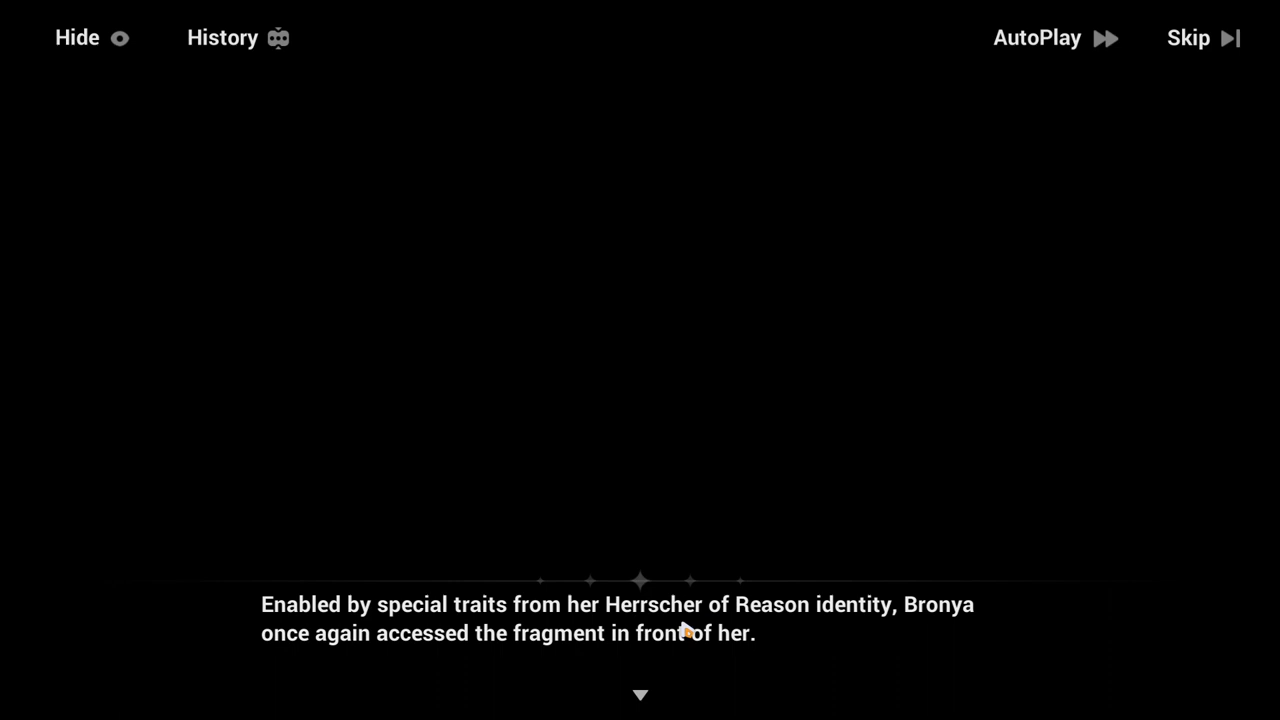 Hide
History
AutoPlay
Skip
Enabled by special traits from her Herrscher of Reason identity, Bronya
once again accessed the fragment in front of her.